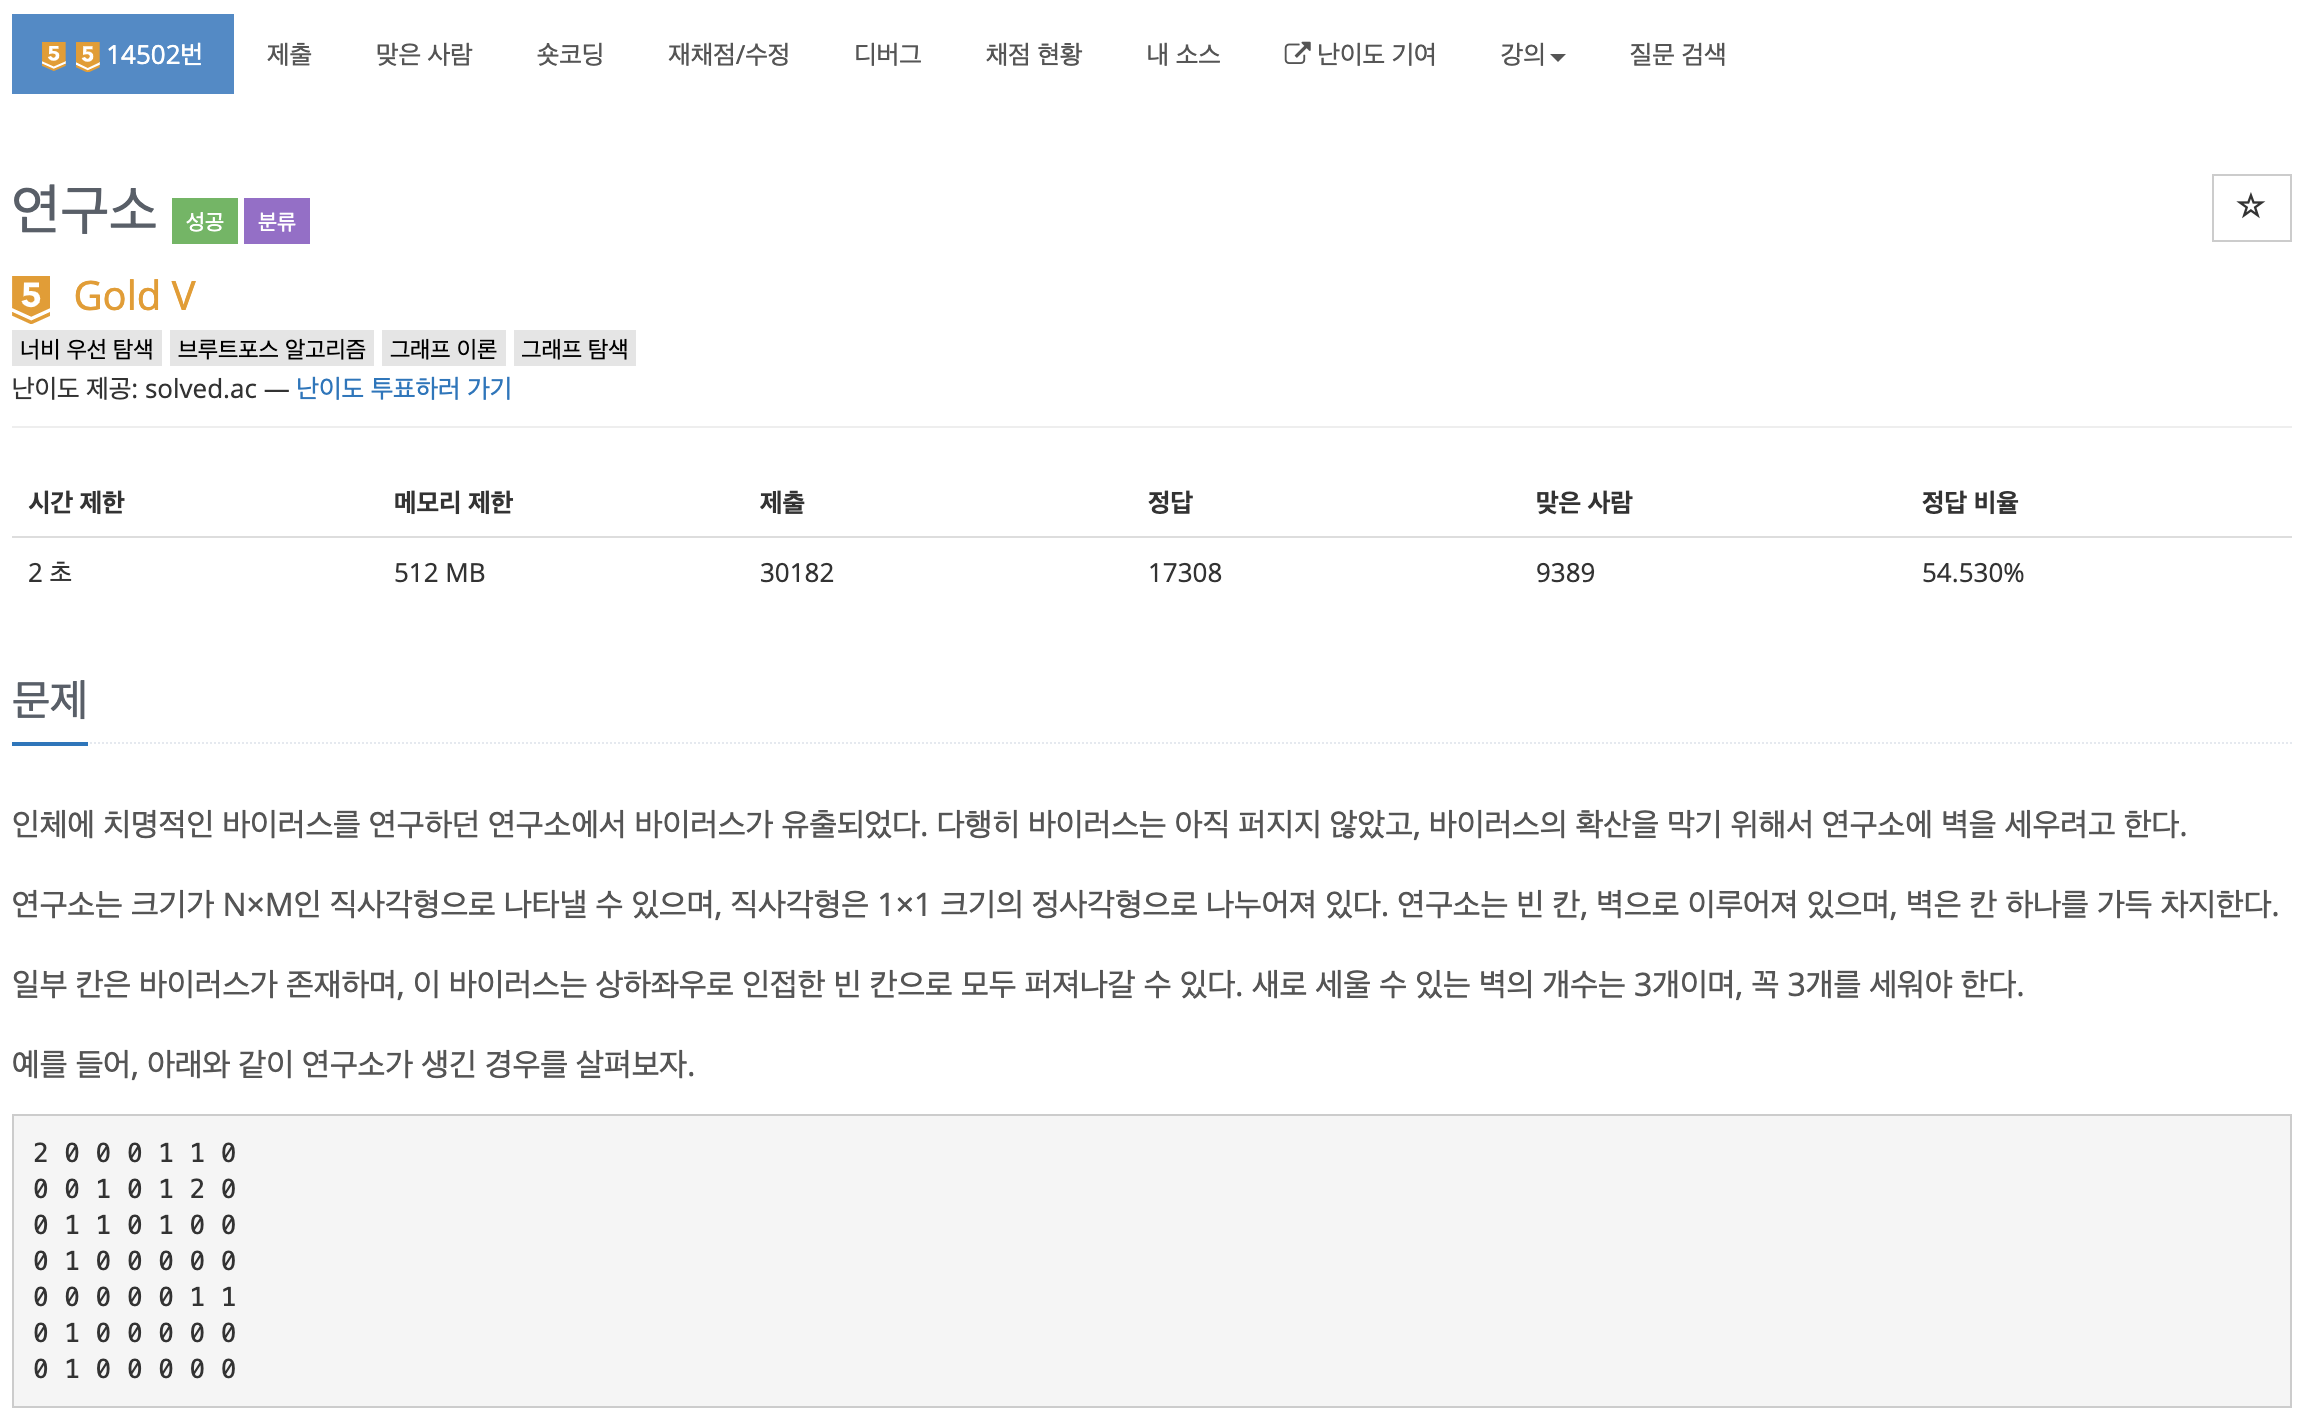 5 5 14502번 제출 맞은 사람 숏코딩 재채점/수정 디버그 채점 현황 내 소스 난이도 기여 강의 질문 검색
연구소 성공 분류
5 Gold V
너비 우선 탐색 브루트포스 알고리즘 그래프 이론 그래프 탐색
난이도 제공: solved.ac — 난이도 투표하러 가기
시간 제한 메모리 제한 제출 정답 맞은 사람 정답 비율
2 초 512 MB 30182 17308 9389 54.530%
문제
인체에 치명적인 바이러스를 연구하던 연구소에서 바이러스가 유출되었다. 다행히 바이러스는 아직 퍼지지 않았고, 바이러스의 확산을 막기 위해서 연구소에 벽을 세우려고 한다.
연구소는 크기가 N×M인 직사각형으로 나타낼 수 있으며, 직사각형은 1×1 크기의 정사각형으로 나누어져 있다. 연구소는 빈 칸, 벽으로 이루어져 있으며, 벽은 칸 하나를 가득 차지한다.
일부 칸은 바이러스가 존재하며, 이 바이러스는 상하좌우로 인접한 빈 칸으로 모두 퍼져나갈 수 있다. 새로 세울 수 있는 벽의 개수는 3개이며, 꼭 3개를 세워야 한다.
예를 들어, 아래와 같이 연구소가 생긴 경우를 살펴보자.
2 0 0 0 1 1 0
0 0 1 0 1 2 0
0 1 1 0 1 0 0
0 1 0 0 0 0 0
0 0 0 0 0 1 1
0 1 0 0 0 0 0
0 1 0 0 0 0 0